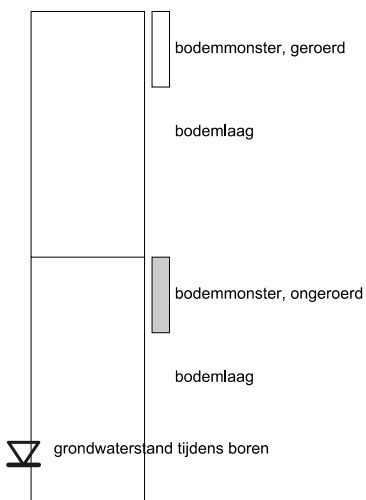 bodemmonster, geroerd
bodemlaag
bodemmonster, ongeroerd
bodemlaag
grondwaterstand tijdens boren